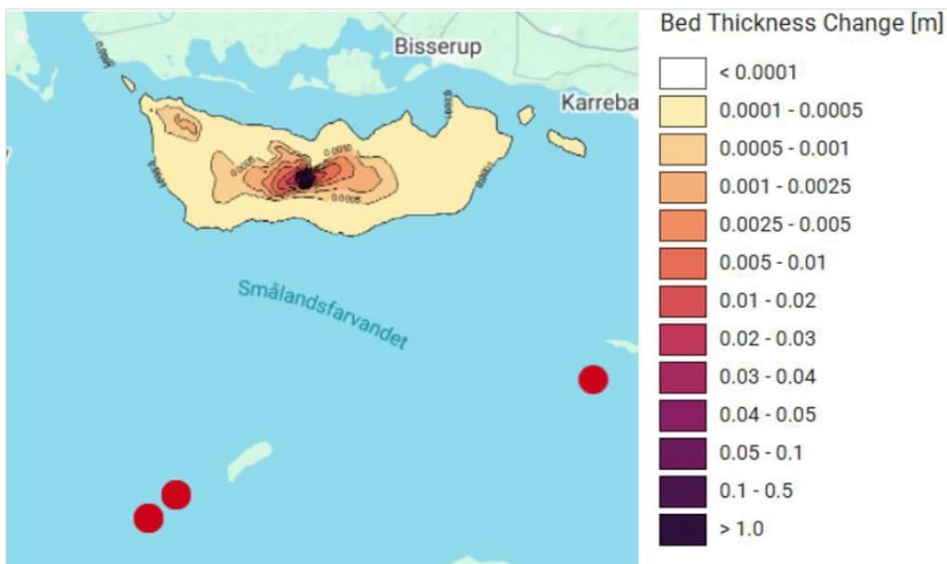 Bisserup
Karreba
Smålandsfarvandet
Bed Thickness Change [m]
< 0.0001
0.0001 - 0.0005
0.0005 - 0.001
0.001 - 0.0025
0.0025 - 0.005
0.005 - 0.01
0.01 - 0.02
0.02 - 0.03
0.03 - 0.04
0.04 - 0.05
0.05 - 0.1
0.1 - 0.5
> 1.0